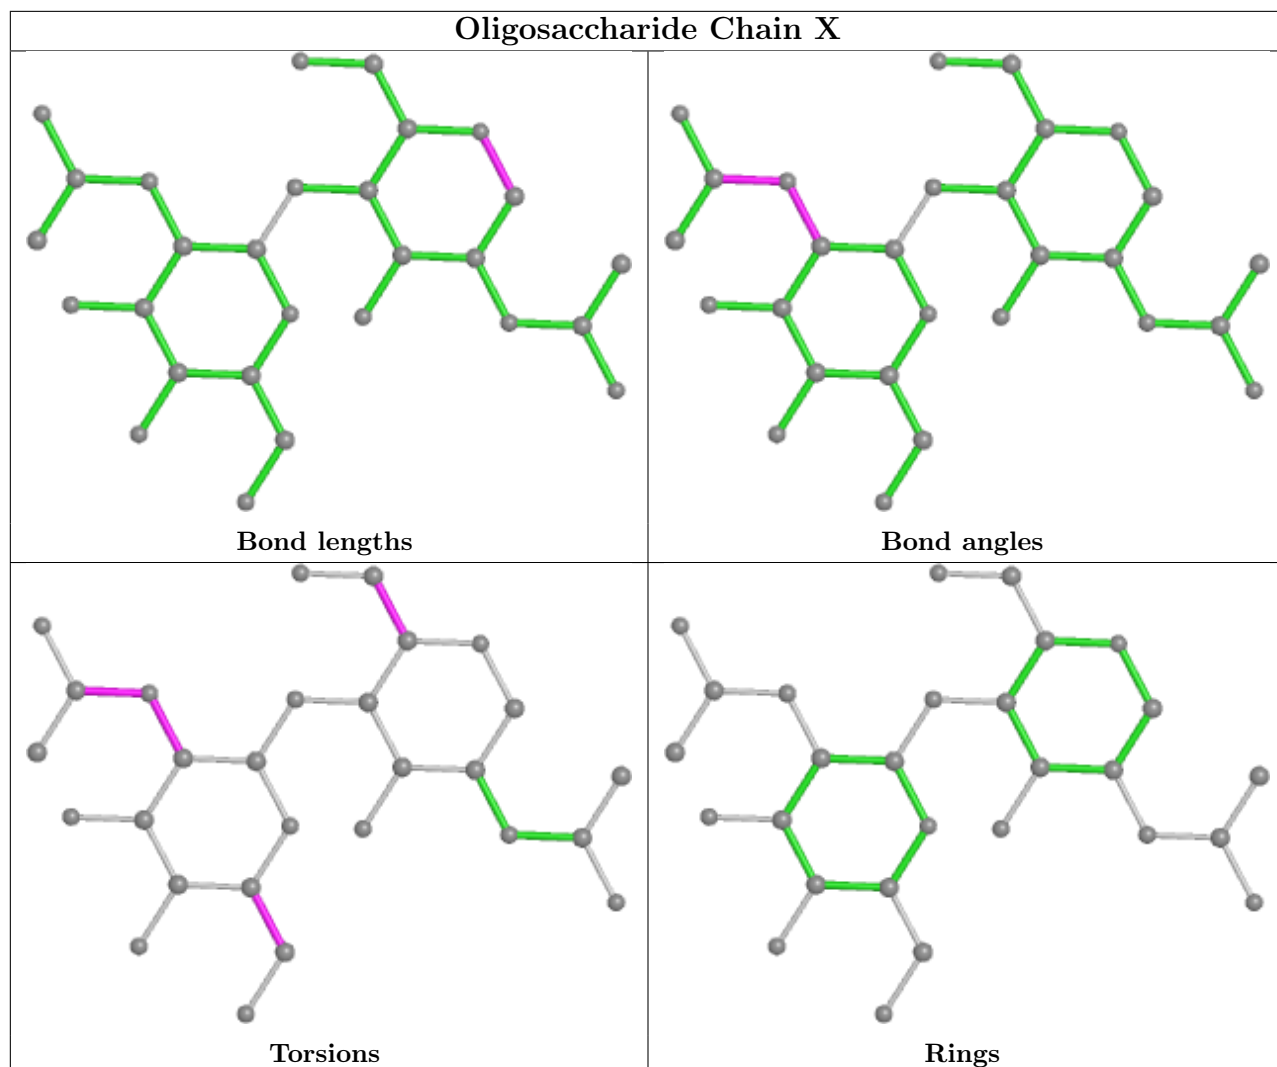 Oligosaccharide Chain X
Bond lengths
Bond angles
Torsions
Rings